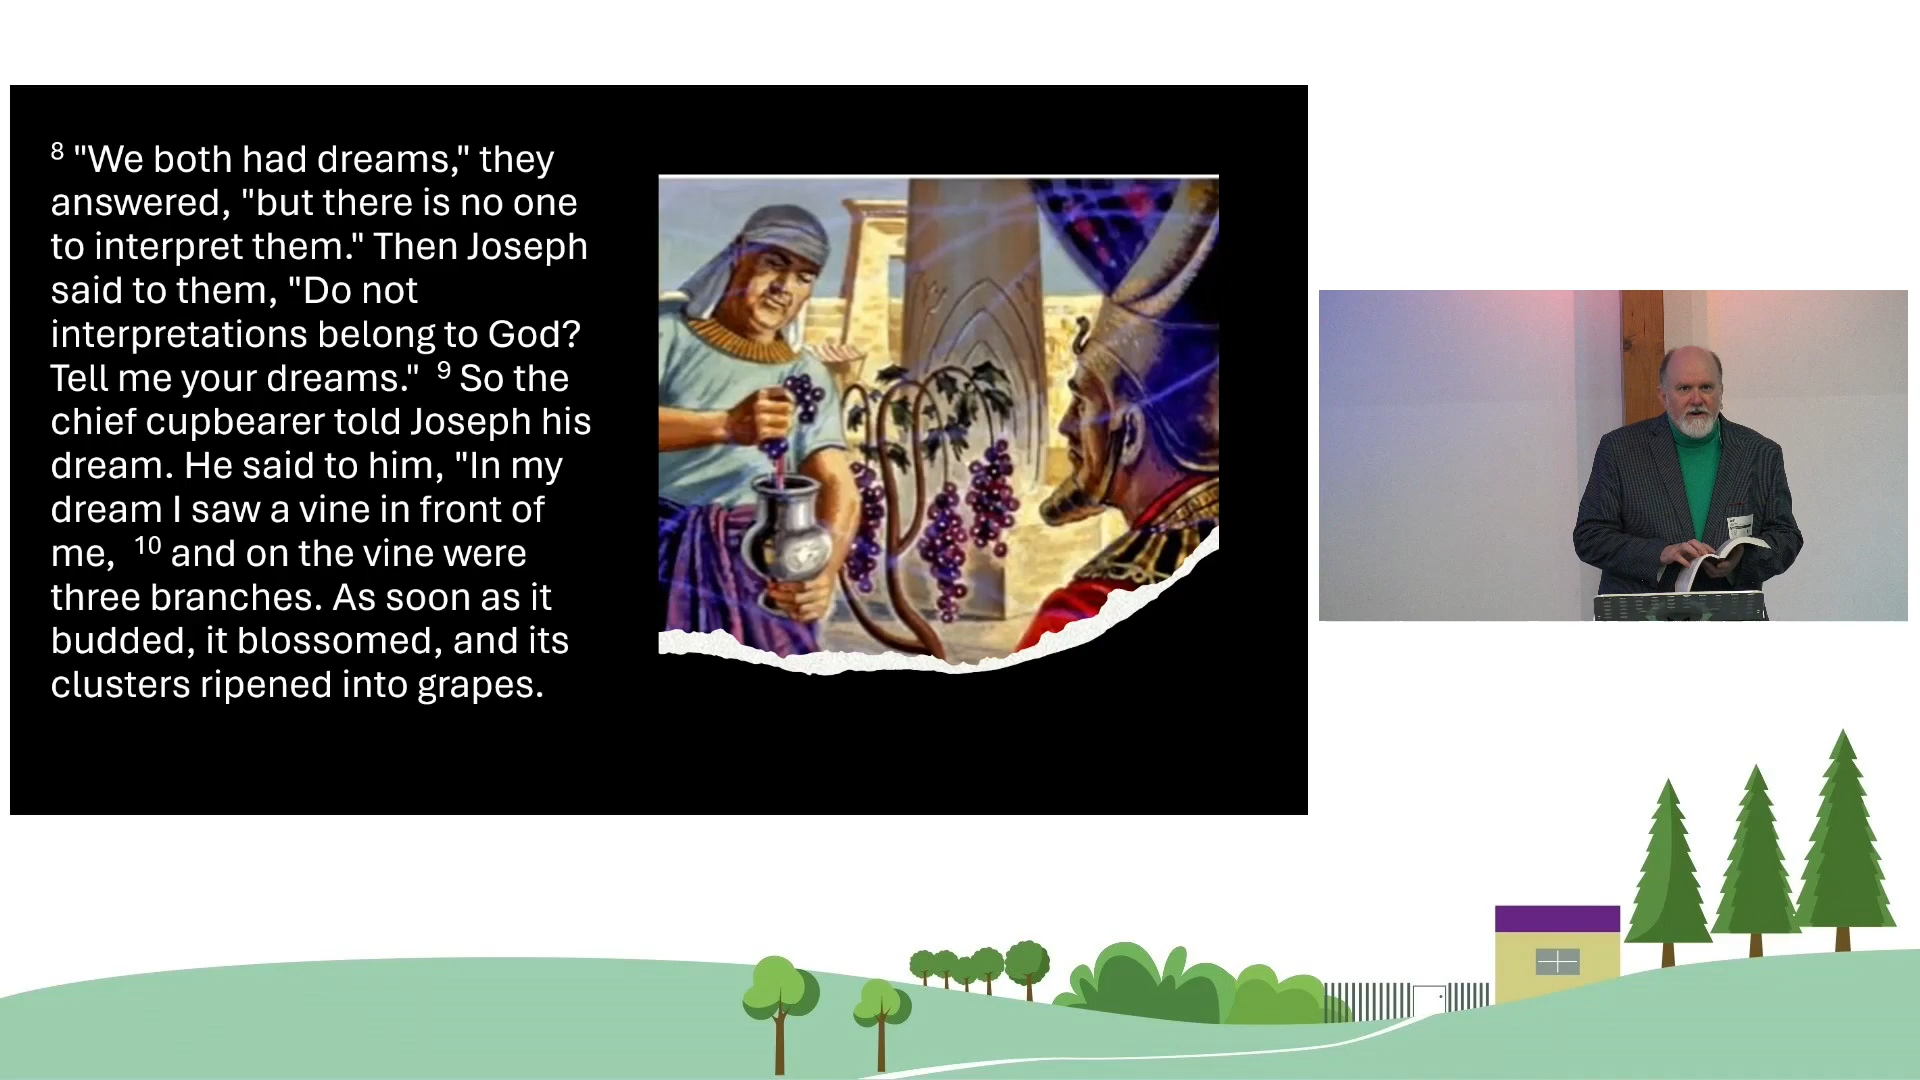 8 "We both had dreams," they
answered, "but there is no one
to interpret them." Then Joseph
said to them, "Do not
interpretations belong to God?
Tell me your dreams." 9 So the
chief cupbearer told Joseph his
dream. He said to him, "In my
dream I saw a vine in front of
me, 10 and on the vine were
three branches. As soon as it
budded, it blossomed, and its
clusters ripened into grapes.